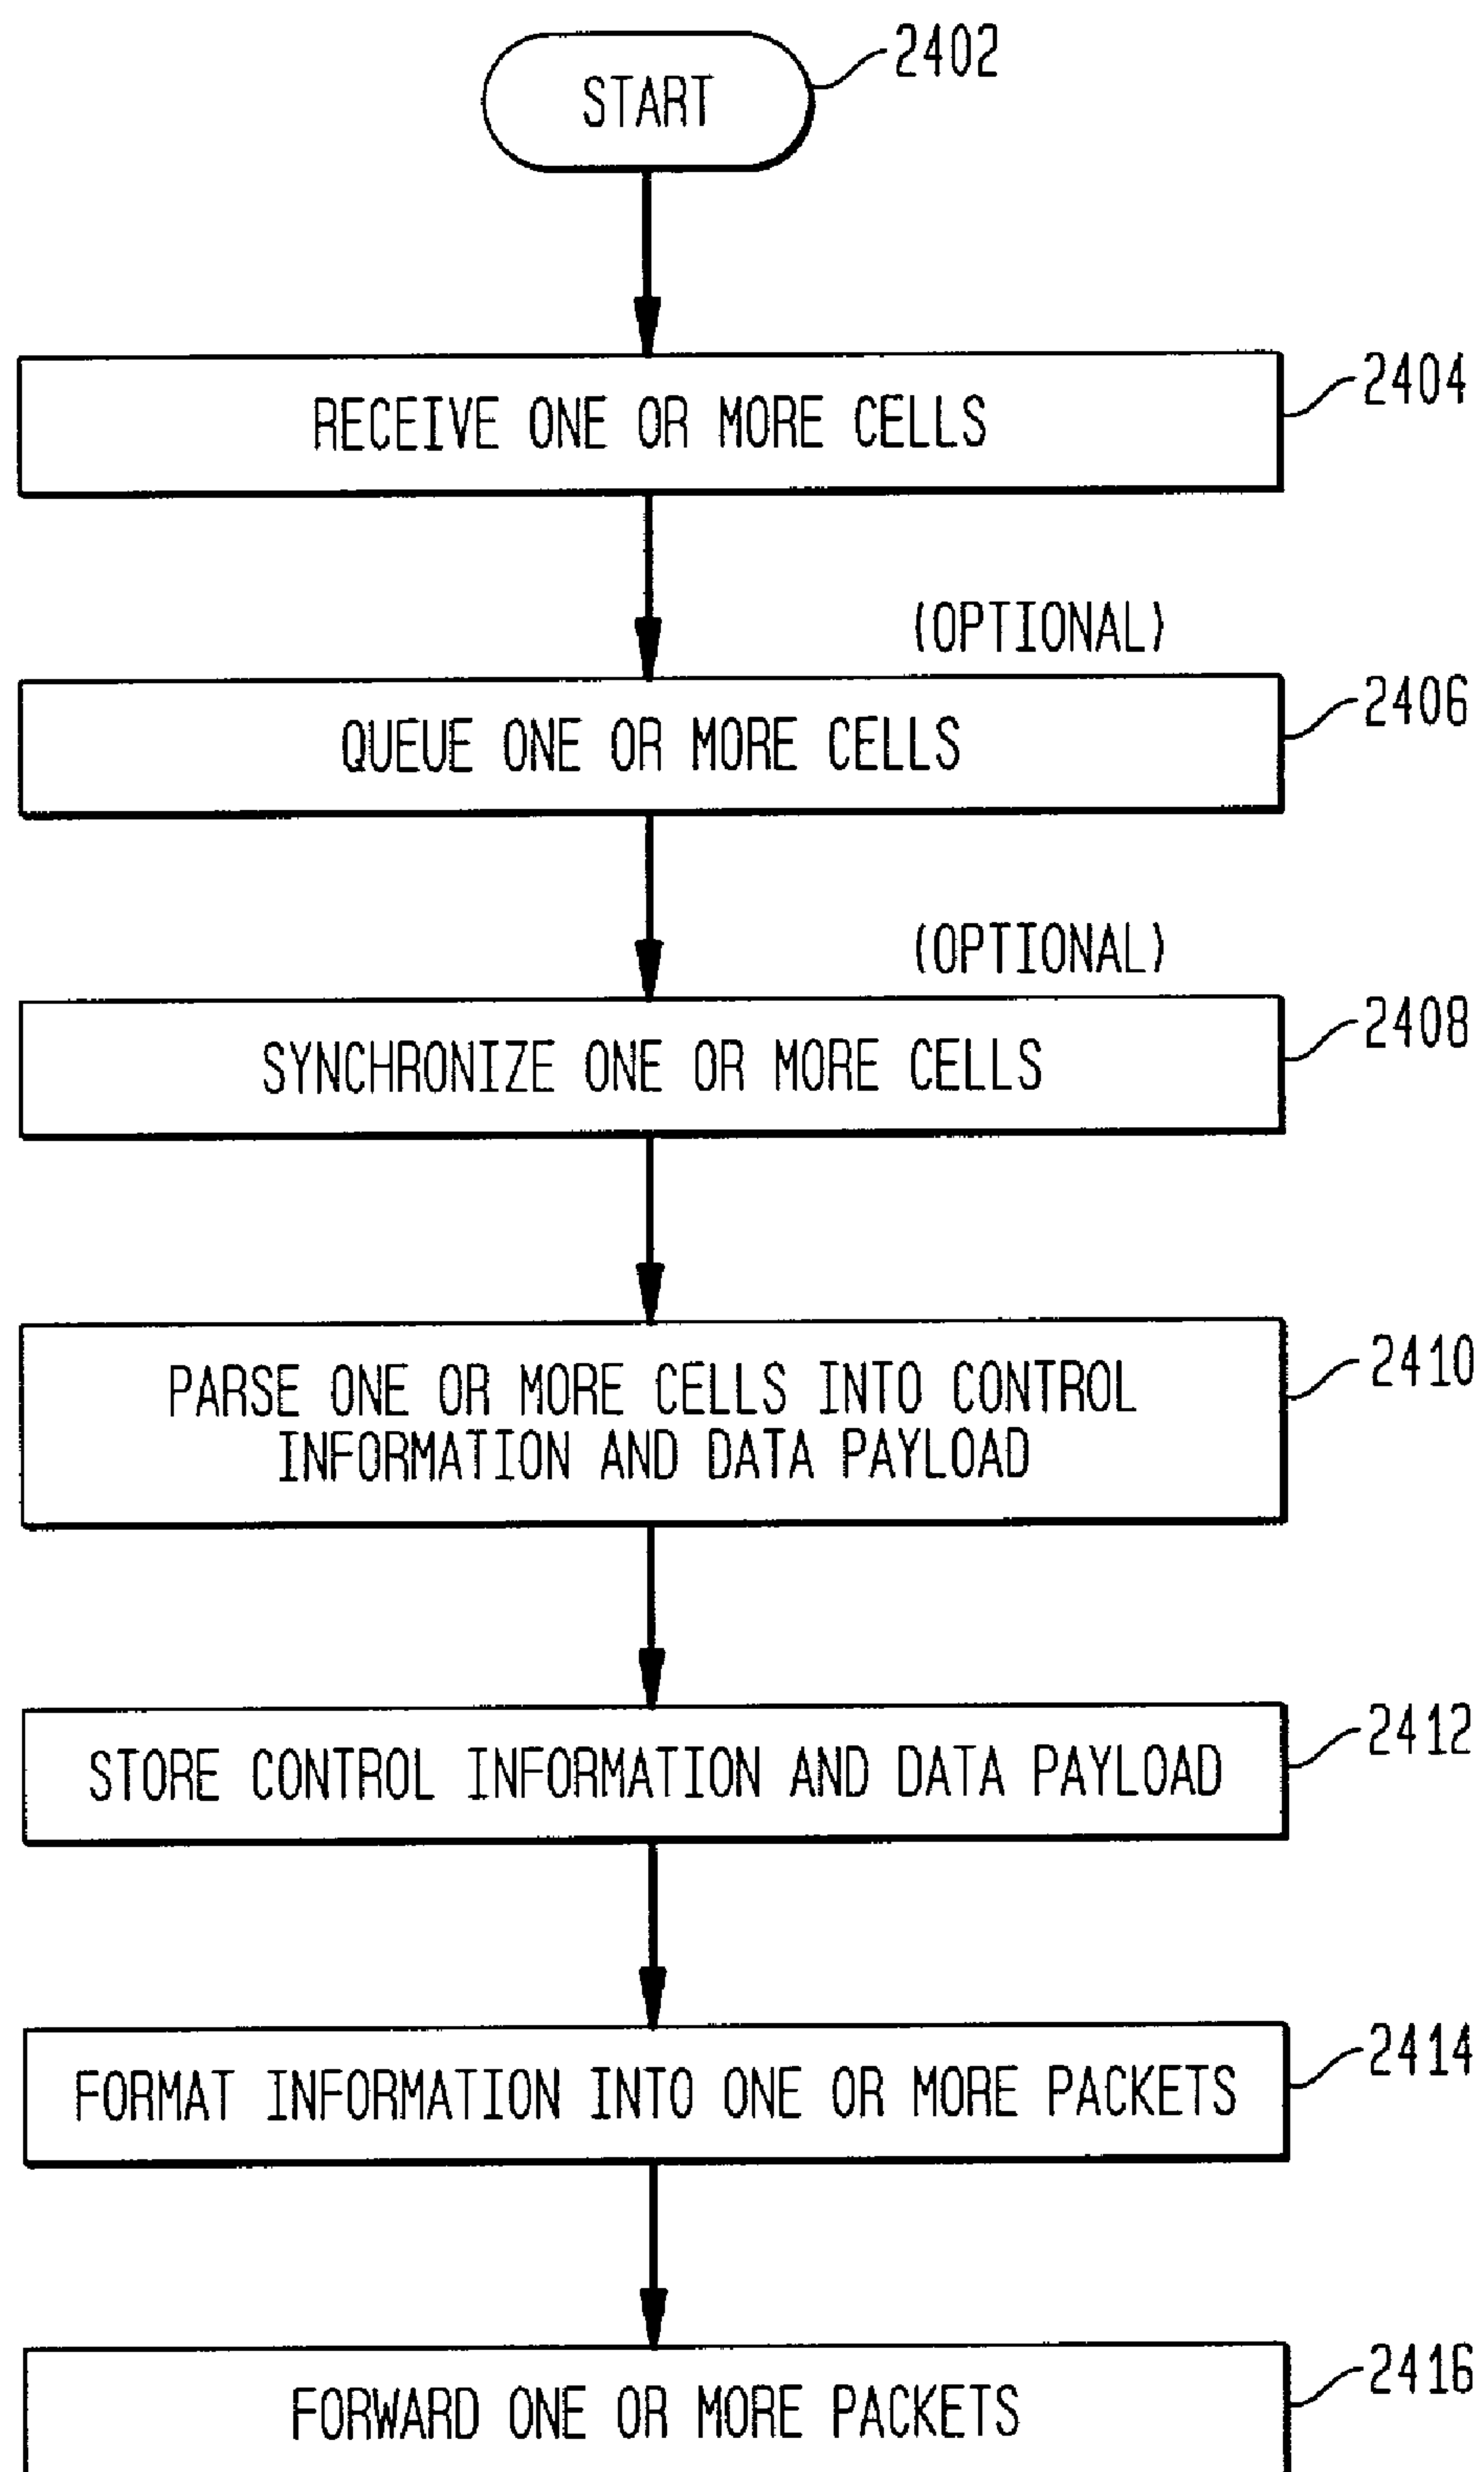 START
2402
RECEIVE ONE OR MORE CELLS
2404
(OPTIONAL)
QUEUE ONE OR MORE CELLS
2406
(OPTIONAL)
SYNCHRONIZE ONE OR MORE CELLS
2408
PARSE ONE OR MORE CELLS INTO CONTROL
INFORMATION AND DATA PAYLOAD
2410
STORE CONTROL INFORMATION AND DATA PAYLOAD
2412
FORMAT INFORMATION INTO ONE OR MORE PACKETS
2414
FORWARD ONE OR MORE PACKETS
2416